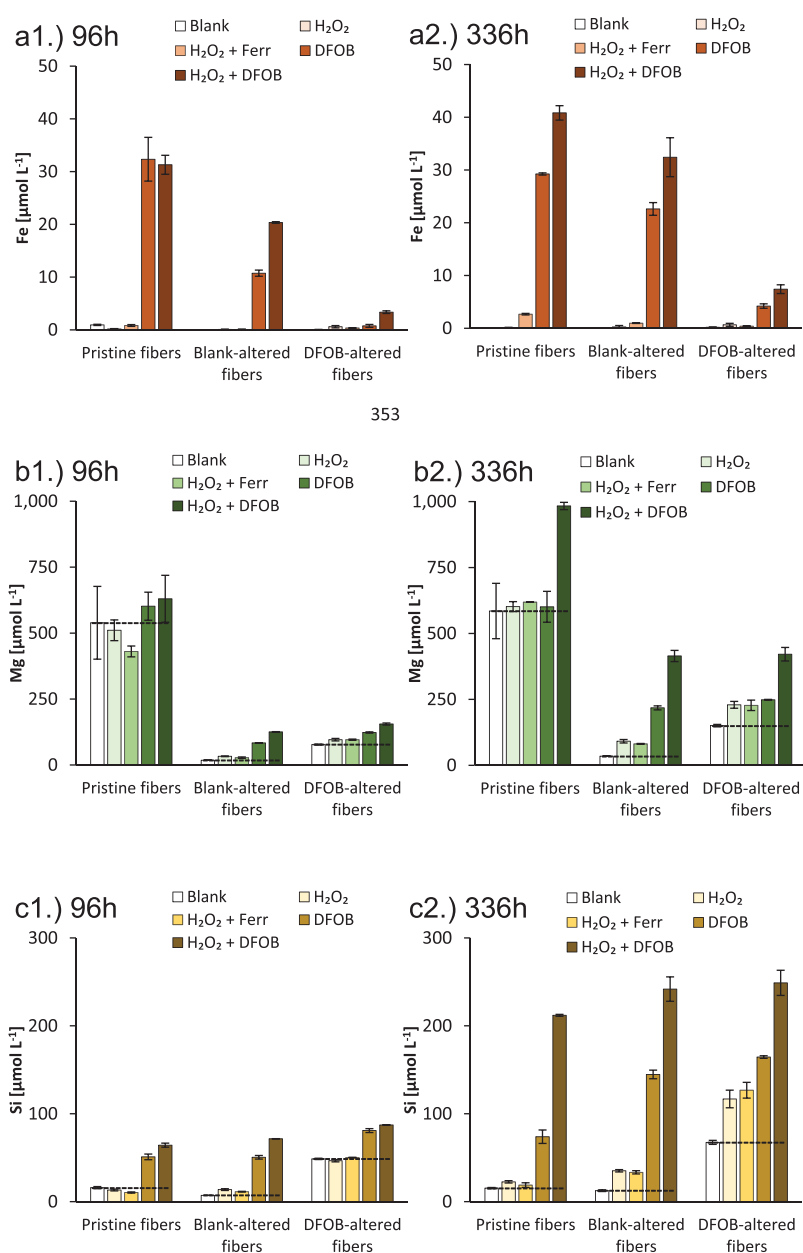 a1.) 96h
Blank
H₂O₂
H₂O₂ + Ferr
DFOB
H₂O₂ + DFOB
Fe [µmol L⁻¹]
50
40
30
20
10
0
Pristine fibers
Blank-altered fibers
DFOB-altered fibers
a2.) 336h
Blank
H₂O₂
H₂O₂ + Ferr
DFOB
H₂O₂ + DFOB
Fe [µmol L⁻¹]
50
40
30
20
10
0
Pristine fibers
Blank-altered fibers
DFOB-altered fibers
353
b1.) 96h
Blank
H₂O₂
H₂O₂ + Ferr
DFOB
H₂O₂ + DFOB
Mg [µmol L⁻¹]
1,000
750
500
250
0
Pristine fibers
Blank-altered
fibers
DFOB-altered
fibers
b2.) 336h
Blank
H₂O₂
H₂O₂ + Ferr
DFOB
H₂O₂ + DFOB
Mg [µmol L⁻¹]
1,000
750
500
250
0
Pristine fibers
Blank-altered
fibers
DFOB-altered
fibers
c1.) 96h
Blank
H₂O₂
H₂O₂ + Ferr
DFOB
H₂O₂ + DFOB
Si [µmol L⁻¹]
300
200
100
0
Pristine fibers
Blank-altered
fibers
DFOB-altered
fibers
c2.) 336h
Blank
H₂O₂
H₂O₂ + Ferr
DFOB
H₂O₂ + DFOB
Si [µmol L⁻¹]
300
200
100
0
Pristine fibers
Blank-altered
fibers
DFOB-altered
fibers